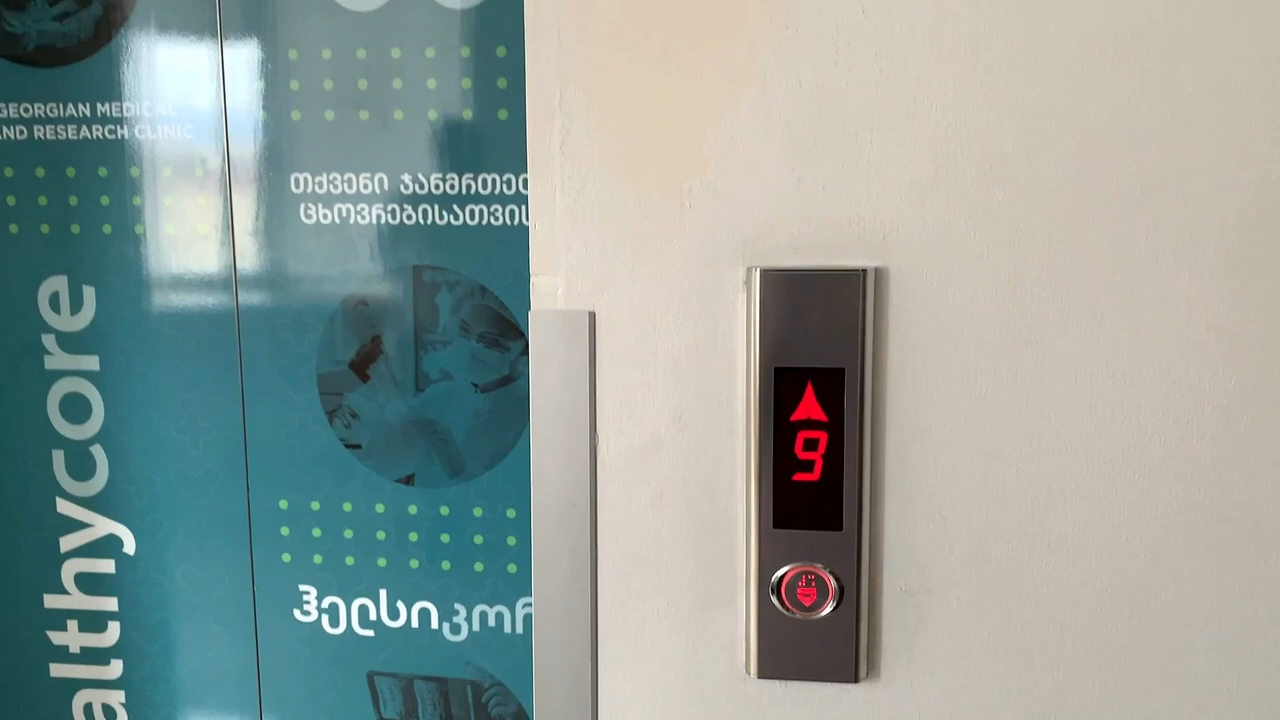 GEORGIAN MEDICAL
AND RESEARCH CLINIC
althycore
თქვენი ჯანმრთელ
ცხოვრებისათვის
ჰელსიკორ
9